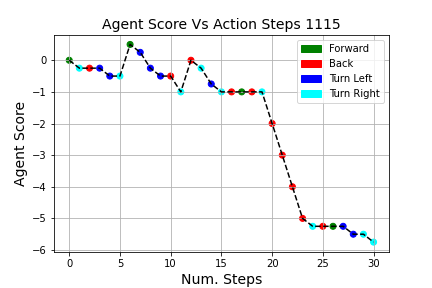 Agent Score Vs Action Steps 1115
Forward
Back
Turn Left
Turn Right
Agent Score
0
−1
−2
−3
−4
−5
−6
0 5 10 15 20 25 30
Num. Steps